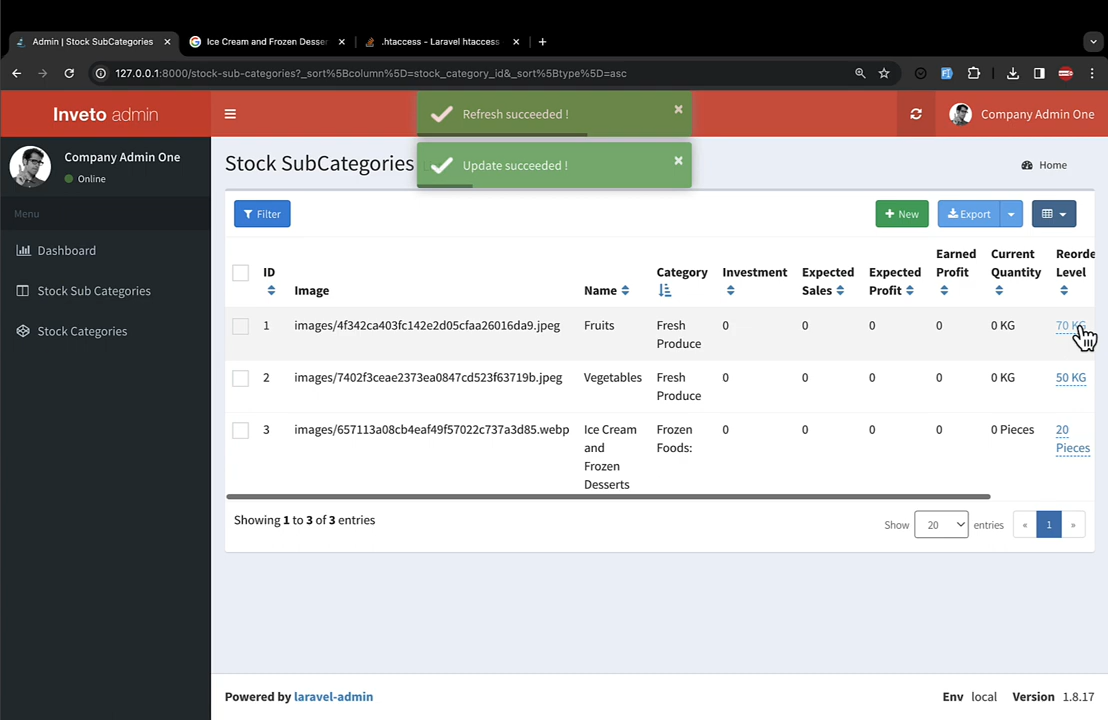 Admin | Stock SubCategories
Ice Cream and Frozen Desser
.htaccess - Laravel htaccess
127.0.0.1:8000/stock-sub-categories?_sort%5Bcolumn%5D=stock_category_id&_sort%5Btype%5D=asc
Inveto admin
Refresh succeeded !
Company Admin One
Company Admin One
Online
Update succeeded !
Stock SubCategories
Home
Menu
Filter
New
Export
Dashboard
Stock Sub Categories
Stock Categories
ID
Image
Name
Category
Investment
Expected
Sales
Expected
Profit
Earned
Profit
Current
Quantity
Reorde
Level
1
images/4f342ca403fc142e2d05cfaa26016da9.jpeg
Fruits
Fresh
Produce
0
0
0
0
0 KG
70 KG
2
images/7402f3ceae2373ea0847cd523f63719b.jpeg
Vegetables
Fresh
Produce
0
0
0
0
0 KG
50 KG
3
images/657113a08cb4eaf49f57022c737a3d85.webp
Ice Cream
and
Frozen
Desserts
Frozen
Foods:
0
0
0
0
0 Pieces
20
Pieces
Showing 1 to 3 of 3 entries
Show
20
entries
«
1
»
Powered by laravel-admin
Env local Version 1.8.17